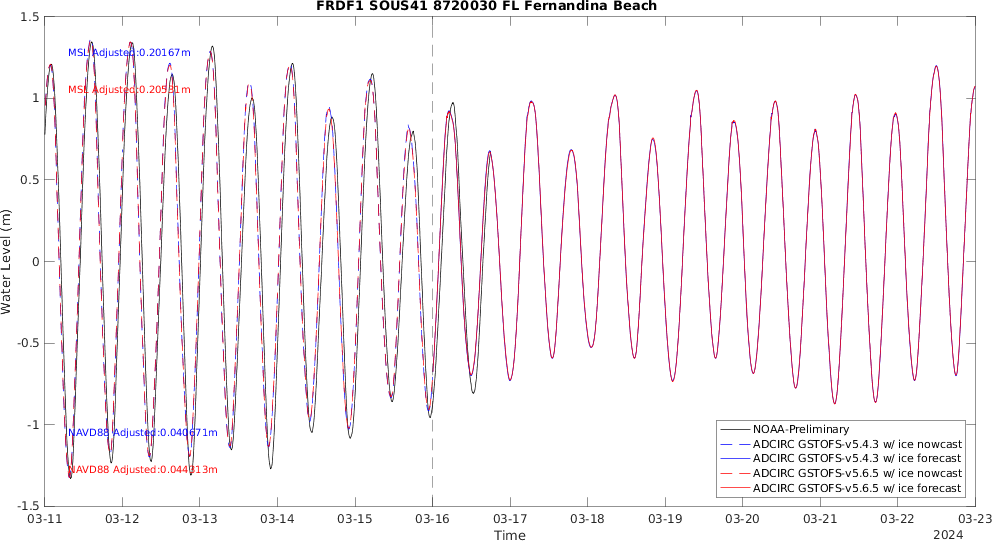 FRDF1 SOUS41 8720030 FL Fernandina Beach
1.5
MSL Adjusted:0.20167m
MSL Adjusted:0.20531m
1
0.5
Water Level (m)
0
-0.5
-1
NAVD88 Adjusted:0.040671m
NAVD88 Adjusted:0.044313m
-1.5
NOAA-Preliminary
ADCIRC GSTOFS-v5.4.3 w/ ice nowcast
ADCIRC GSTOFS-v5.4.3 w/ ice forecast
ADCIRC GSTOFS-v5.6.5 w/ ice nowcast
ADCIRC GSTOFS-v5.6.5 w/ ice forecast
03-11 03-12 03-13 03-14 03-15 03-16 03-17 03-18 03-19 03-20 03-21 03-22 03-23
Time
2024